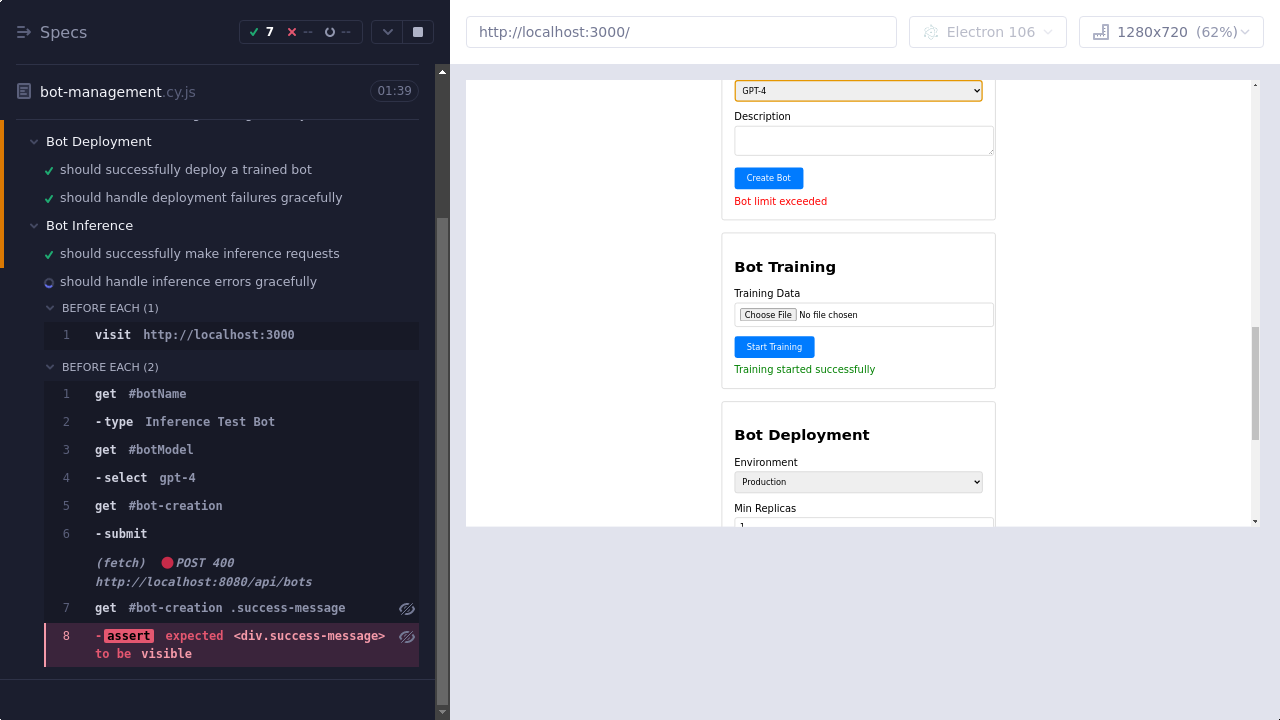 Specs
7
--
--
http://localhost:3000/
Electron 106
1280x720 (62%)
bot-management.cy.js
01:39
Bot Deployment
should successfully deploy a trained bot
should handle deployment failures gracefully
Bot Inference
should successfully make inference requests
should handle inference errors gracefully
BEFORE EACH (1)
1 visit http://localhost:3000
BEFORE EACH (2)
1 get #botName
2 -type Inference Test Bot
3 get #botModel
4 -select gpt-4
5 get #bot-creation
6 -submit
(fetch) POST 400
http://localhost:8080/api/bots
7 get #bot-creation .success-message
8 -assert expected <div.success-message>
to be visible
GPT-4
Description
Create Bot
Bot limit exceeded
Bot Training
Training Data
Choose File No file chosen
Start Training
Training started successfully
Bot Deployment
Environment
Production
Min Replicas
1